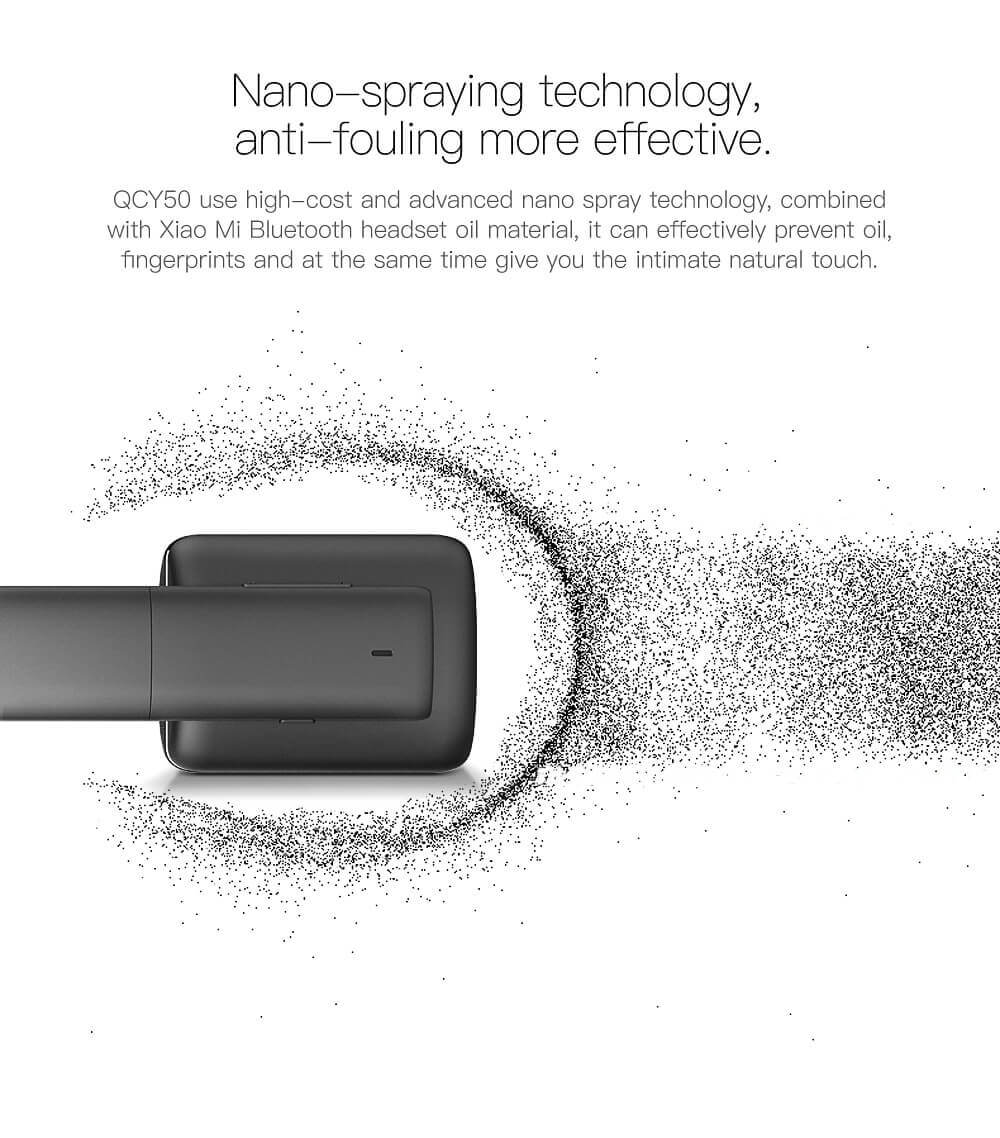 Nano–spraying technology,
anti–fouling more effective.
QCY50 use high–cost and advanced nano spray technology, combined
with Xiao Mi Bluetooth headset oil material, it can effectively prevent oil,
fingerprints and at the same time give you the intimate natural touch.